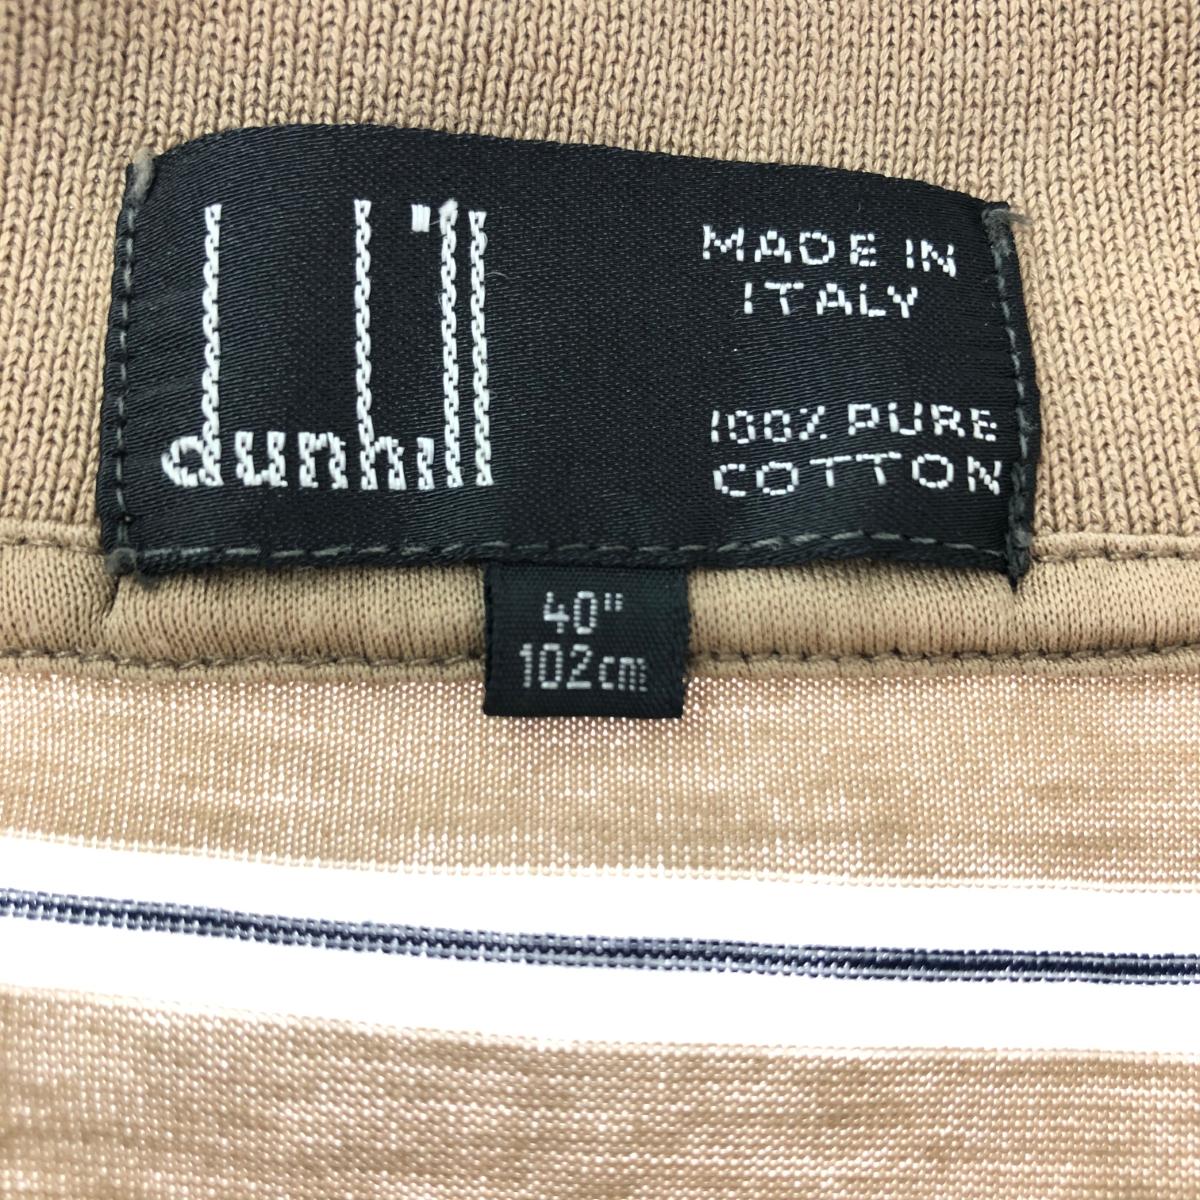 dunhill
MADE IN
ITALY
100% PURE
COTTON
40"
102cm